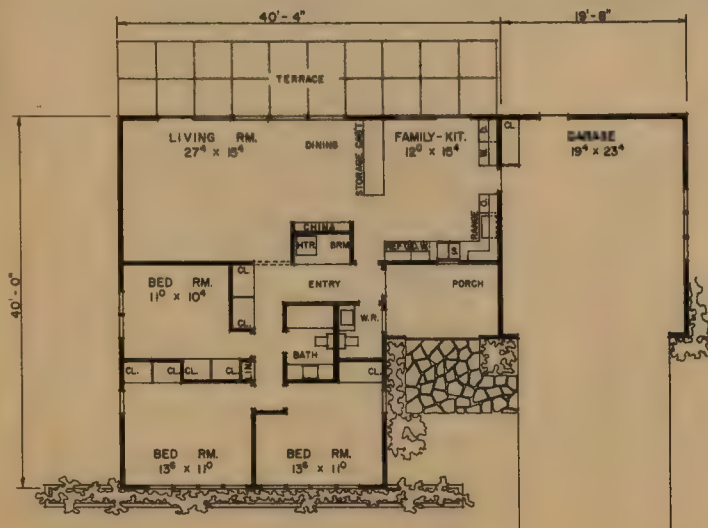 40'-4"
19'-8"
TERRACE
LIVING RM.
27⁴ x 15⁴
DINING
STORAGE CAB'T
FAMILY-KIT.
12⁰ x 15⁴
D.
W.
CL.
GARAGE
19⁴ x 23⁴
O.
RANGE
CHINA
HTR.
BRM.
REF.
D.W.
S.
40'-0"
BED RM.
11⁰ x 10⁴
CL.
CL.
ENTRY
PORCH
W.R.
BATH
CL.
CL.
CL.
CL.
LIN.
CL.
BED RM.
13⁶ x 11⁰
BED RM.
13⁶ x 11⁰